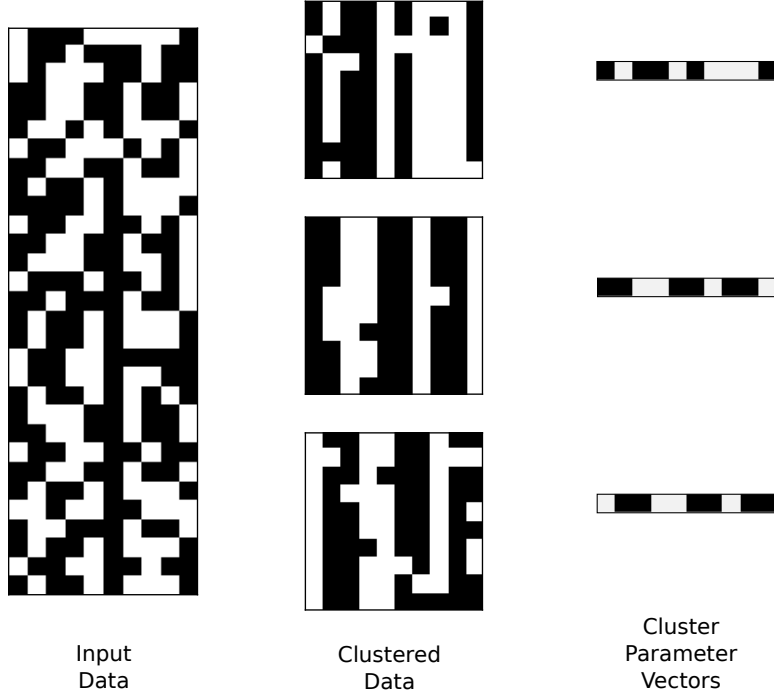 Input
Data
Clustered
Data
Cluster
Parameter
Vectors